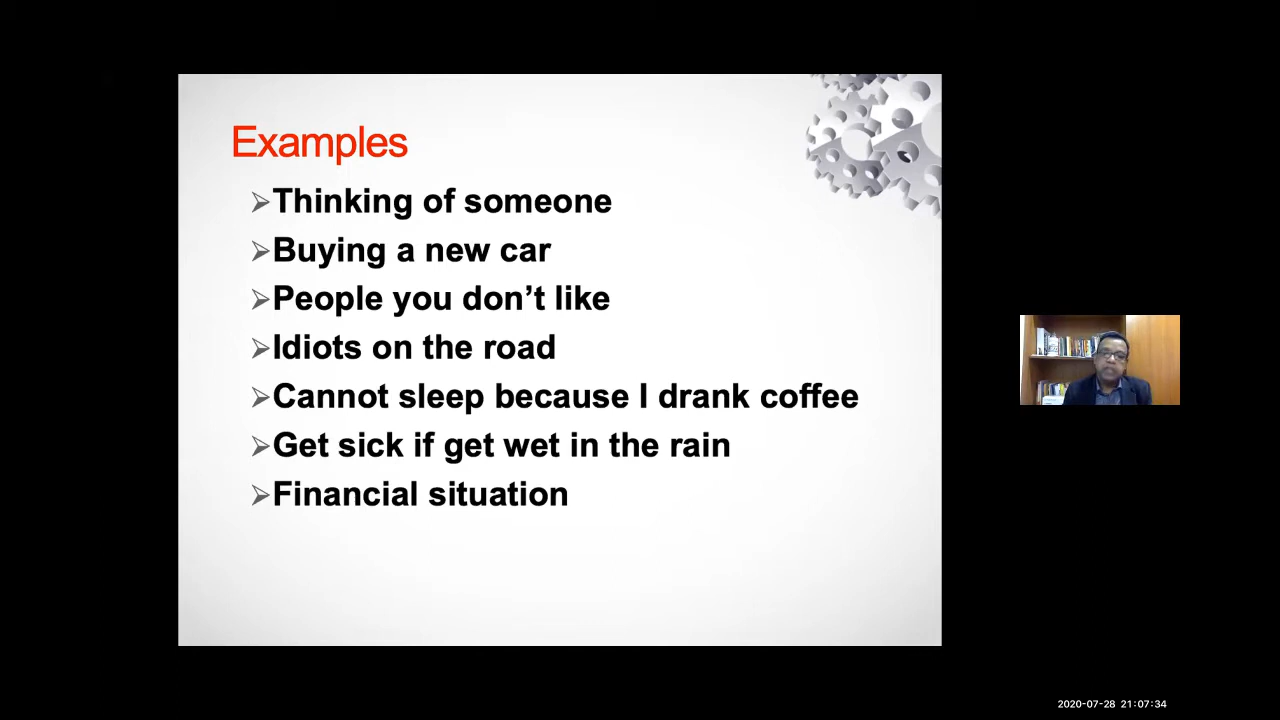 Examples
➢Thinking of someone
➢Buying a new car
➢People you don’t like
➢Idiots on the road
➢Cannot sleep because I drank coffee
➢Get sick if get wet in the rain
➢Financial situation
2020-07-28 21:07:34